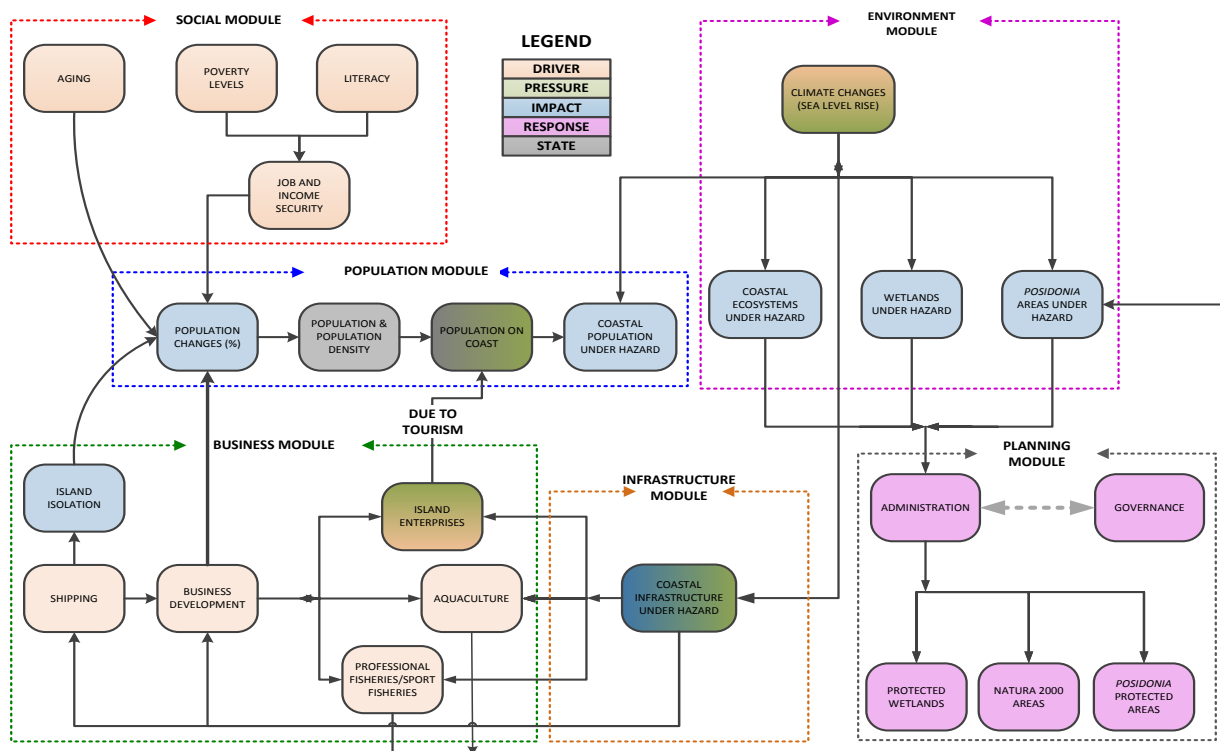 SOCIAL MODULE
AGING
POVERTY
LEVELS
LITERACY
JOB AND
INCOME
SECURITY
LEGEND
DRIVER
PRESSURE
IMPACT
RESPONSE
STATE
ENVIRONMENT
MODULE
CLIMATE CHANGES
(SEA LEVEL RISE)
COASTAL
ECOSYSTEMS
UNDER HAZARD
WETLANDS
UNDER HAZARD
POSIDONIA
AREAS UNDER
HAZARD
POPULATION MODULE
POPULATION
CHANGES (%)
POPULATION &
POPULATION
DENSITY
POPULATION ON
COAST
COASTAL
POPULATION
UNDER HAZARD
DUE TO
TOURISM
BUSINESS MODULE
ISLAND
ISOLATION
ISLAND
ENTERPRISES
SHIPPING
BUSINESS
DEVELOPMENT
AQUACULTURE
PROFESSIONAL
FISHERIES/SPORT
FISHERIES
INFRASTRUCTURE
MODULE
COASTAL
INFRASTRUCTURE
UNDER HAZARD
PLANNING
MODULE
ADMINISTRATION
GOVERNANCE
PROTECTED
WETLANDS
NATURA 2000
AREAS
POSIDONIA
PROTECTED
AREAS